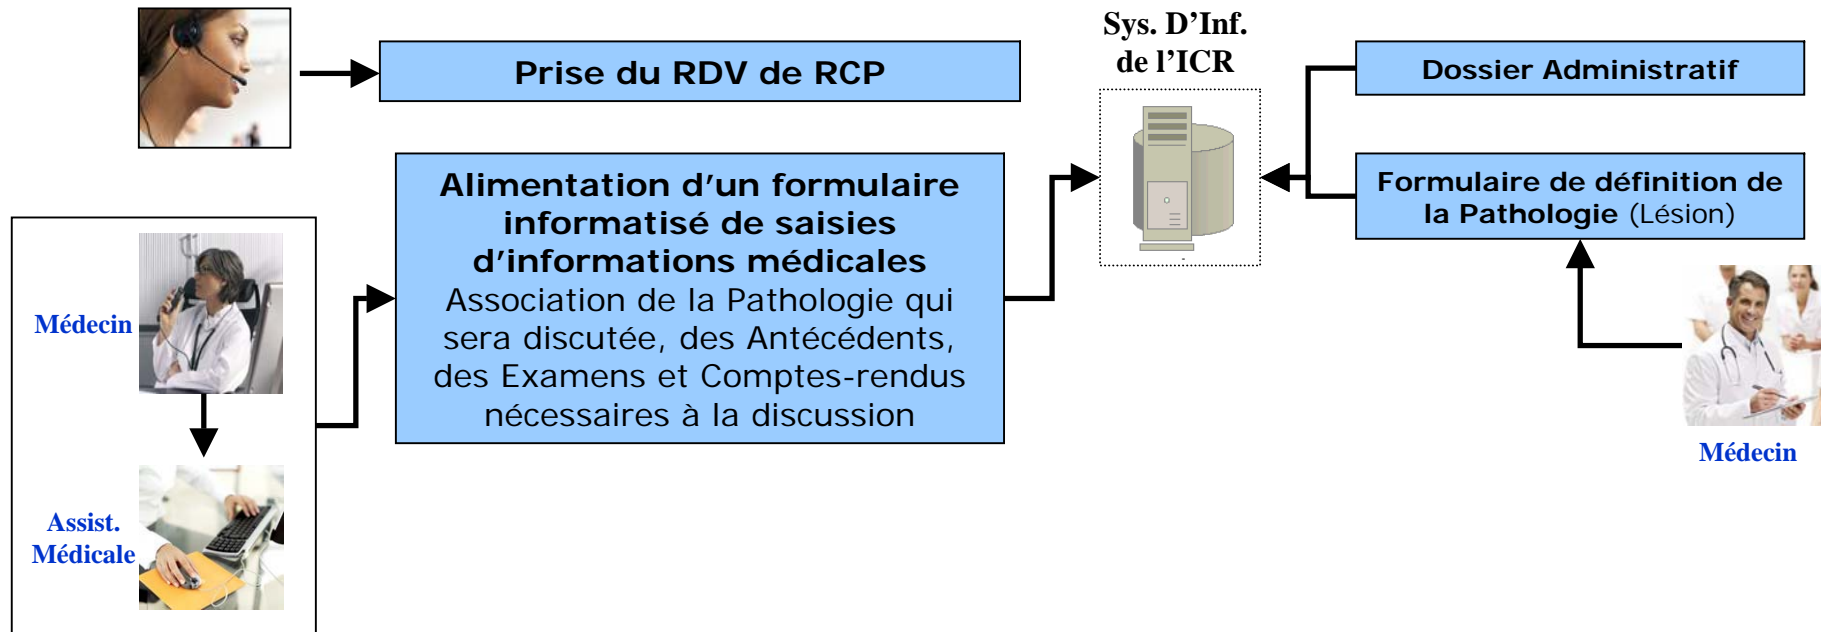 Prise du RDV de RCP
Sys. D’Inf.
de l’ICR
Dossier Administratif
Alimentation d’un formulaire
informatisé de saisies
d’informations médicales
Association de la Pathologie qui
sera discutée, des Antécédents,
des Examens et Comptes-rendus
nécessaires à la discussion
Formulaire de définition de
la Pathologie (Lésion)
Médecin
Assist.
Médicale
Médecin